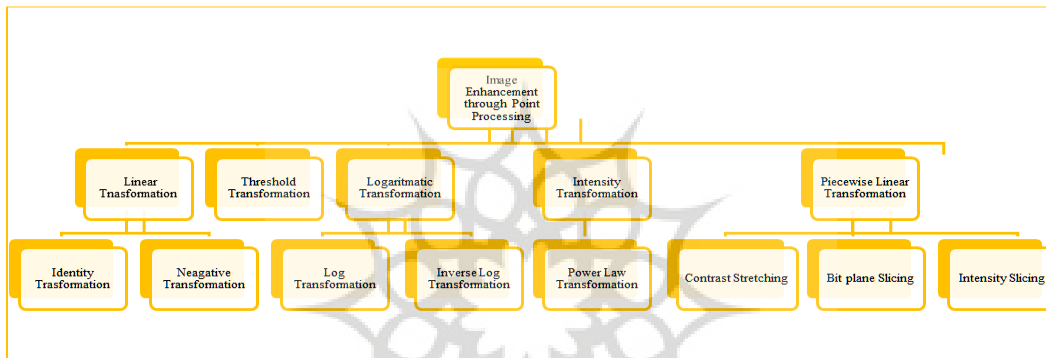 Image
Enhancement
through Point
Processing
Linear
Tnasformation
Threshold
Transformation
Logaritmatic
Transformation
Intensity
Transformation
Piecewise Linear
Transformation
Identity
Trasformation
Neagative
Transformation
Log
Transformation
Inverse Log
Transformation
Power Law
Transformation
Contrast Stretching
Bit plane Slicing
Intensity Slicing